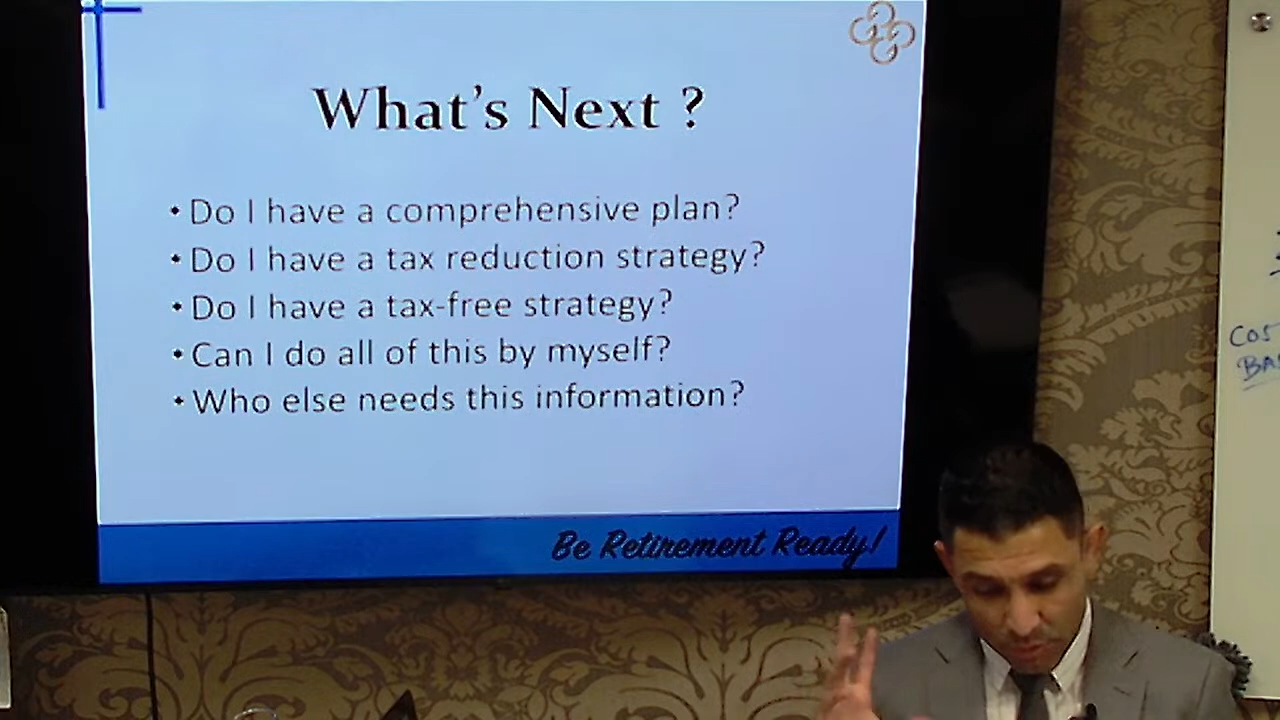 What's Next ?
• Do I have a comprehensive plan?
• Do I have a tax reduction strategy?
• Do I have a tax-free strategy?
• Can I do all of this by myself?
• Who else needs this information?
Be Retirement Ready!